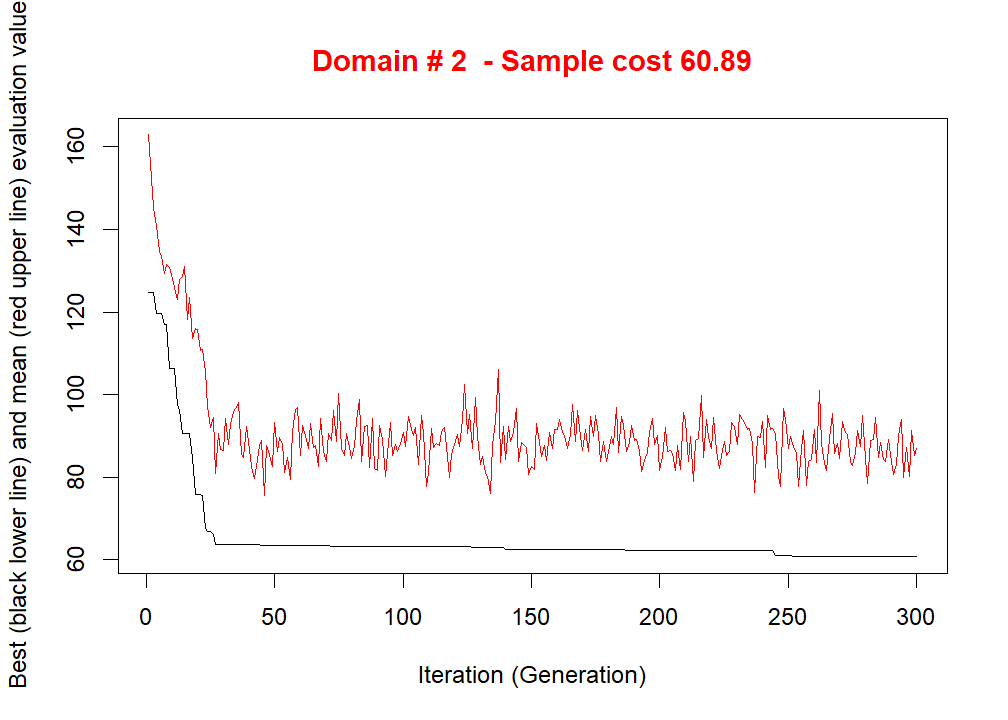 Domain # 2  - Sample cost 60.89
Best (black lower line) and mean (red upper line) evaluation value
160
140
120
100
80
60
0 50 100 150 200 250 300
Iteration (Generation)